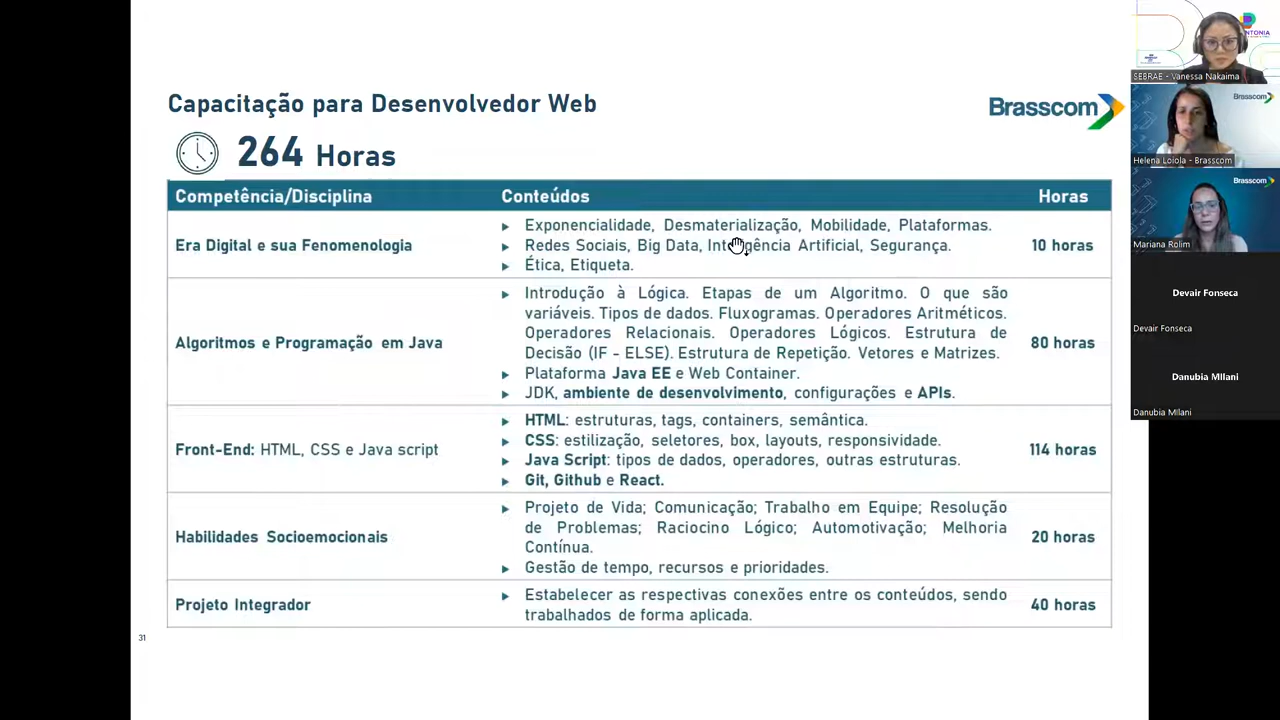 Capacitação para Desenvolvedor Web
Brasscom
264 Horas
Competência/Disciplina Conteúdos Horas
Era Digital e sua Fenomenologia
Exponencialidade, Desmaterialização, Mobilidade, Plataformas.
Redes Sociais, Big Data, Inteligência Artificial, Segurança.
Ética, Etiqueta.
10 horas
Algoritmos e Programação em Java
Introdução à Lógica. Etapas de um Algoritmo. O que são
variáveis. Tipos de dados. Fluxogramas. Operadores Aritméticos.
Operadores Relacionais. Operadores Lógicos. Estrutura de
Decisão (IF - ELSE). Estrutura de Repetição. Vetores e Matrizes.
Plataforma Java EE e Web Container.
JDK, ambiente de desenvolvimento, configurações e APIs.
80 horas
Front-End: HTML, CSS e Java script
HTML: estruturas, tags, containers, semântica.
CSS: estilização, seletores, box, layouts, responsividade.
Java Script: tipos de dados, operadores, outras estruturas.
Git, Github e React.
114 horas
Habilidades Socioemocionais
Projeto de Vida; Comunicação; Trabalho em Equipe; Resolução
de Problemas; Raciocino Lógico; Automotivação; Melhoria
Contínua.
Gestão de tempo, recursos e prioridades.
20 horas
Projeto Integrador
Estabelecer as respectivas conexões entre os conteúdos, sendo
trabalhados de forma aplicada.
40 horas
31
SEBRAE - Vanessa Nakaima
Brasscom
Helena Loiola - Brasscom
Brasscom
Mariana Rolim
Devair Fonseca
Devair Fonseca
Danubia MIlani
Danubia MIlani